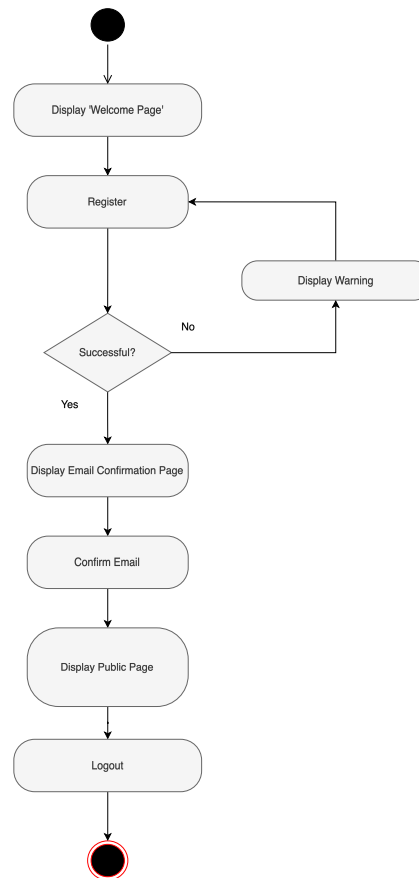 Display 'Welcome Page'
Register
Display Warning
No
Successful?
Yes
Display Email Confirmation Page
Confirm Email
Display Public Page
Logout